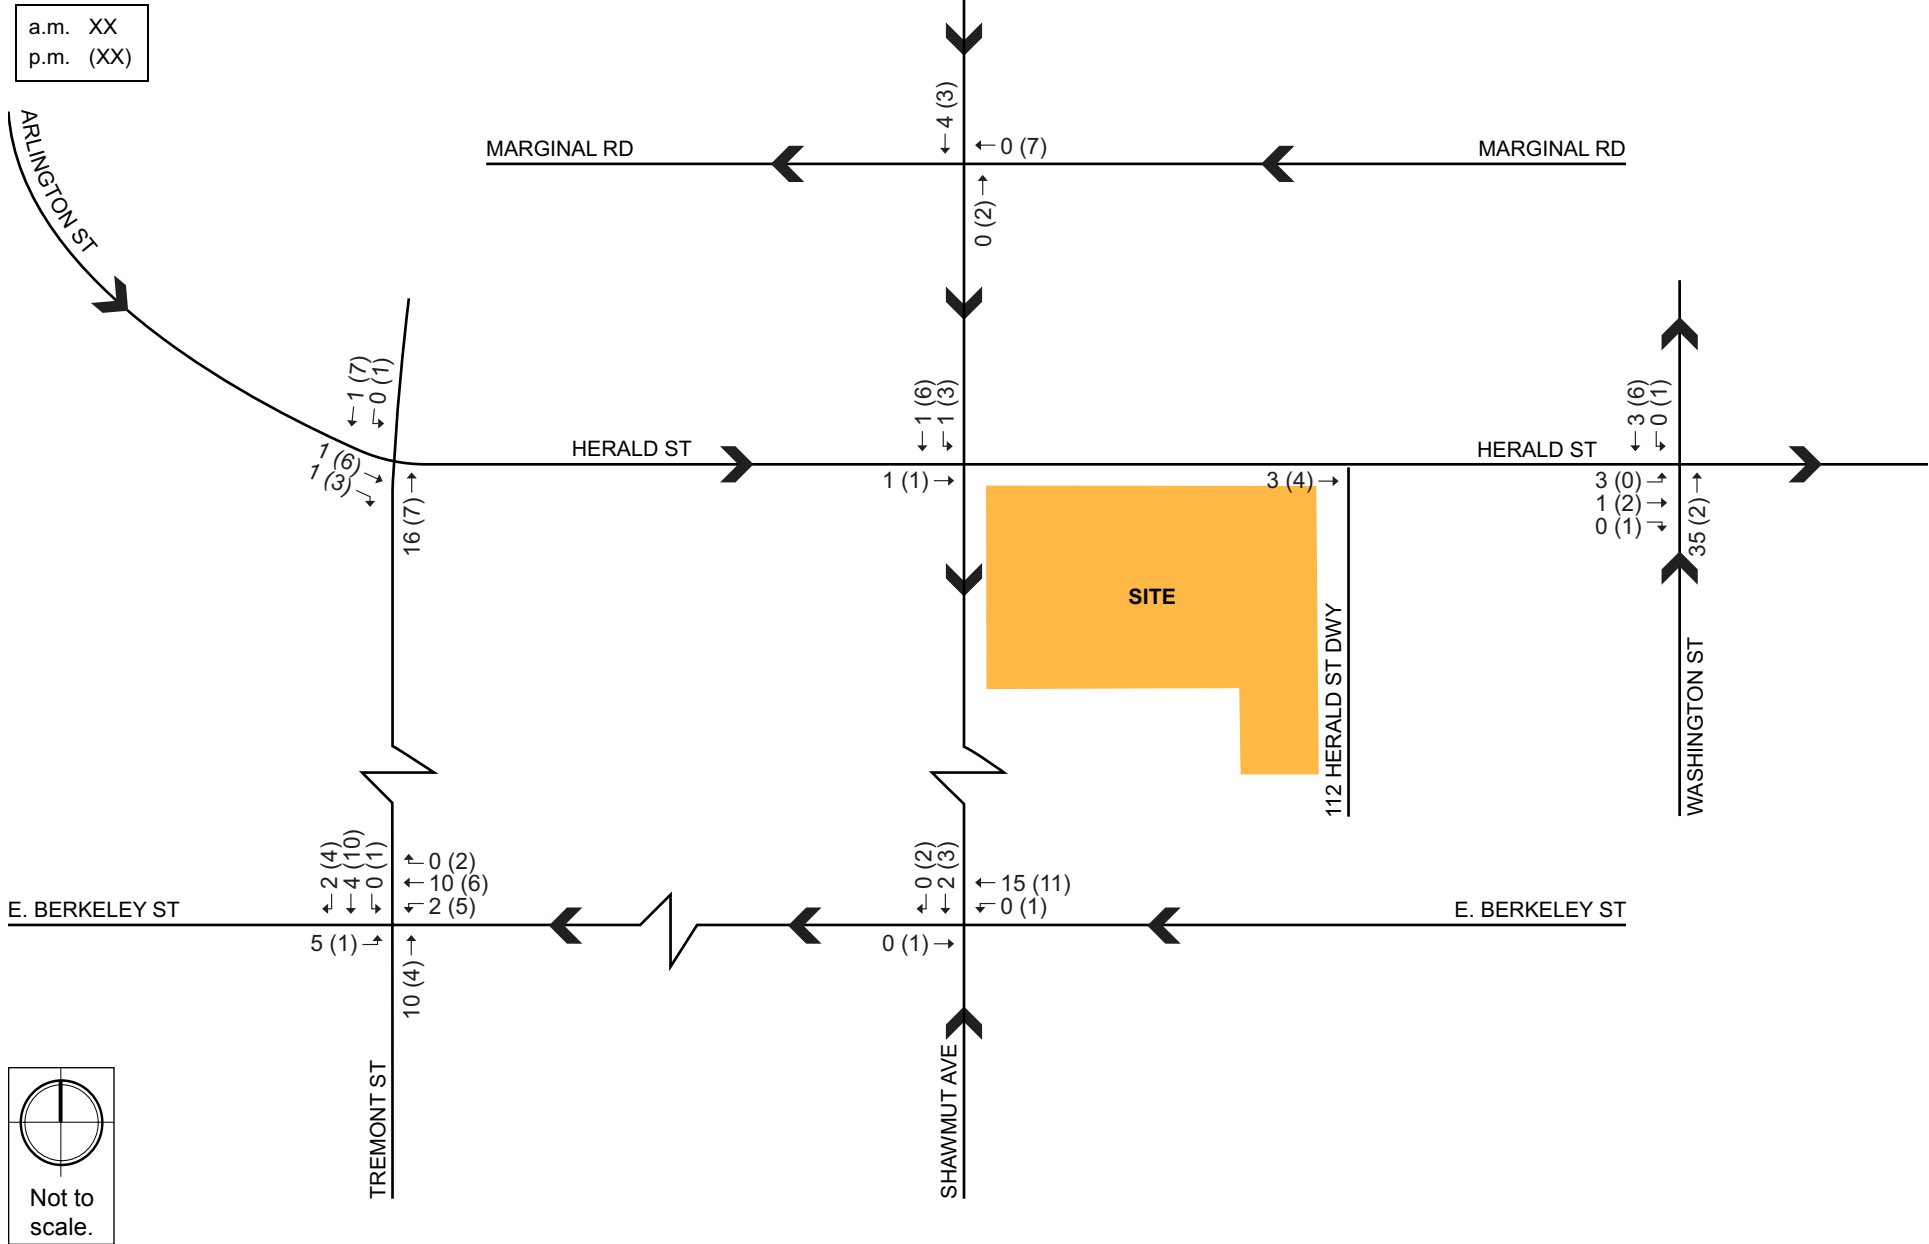 a.m. XX
p.m. (XX)
ARLINGTON ST
4 (3)
MARGINAL RD
0 (7)
MARGINAL RD
0 (2)
1 (7)
0 (1)
1 (6)
1 (3)
16 (7)
HERALD ST
1 (6)
1 (3)
1 (1)
3 (4)
HERALD ST
3 (6)
0 (1)
3 (0)
1 (2)
0 (1)
35 (2)
SITE
112 HERALD ST DWY
WASHINGTON ST
2 (4)
4 (10)
0 (1)
0 (2)
10 (6)
2 (5)
0 (2)
2 (3)
15 (11)
0 (1)
E. BERKELEY ST
E. BERKELEY ST
5 (1)
10 (4)
0 (1)
TREMONT ST
SHAWMUT AVE
Not to
scale.